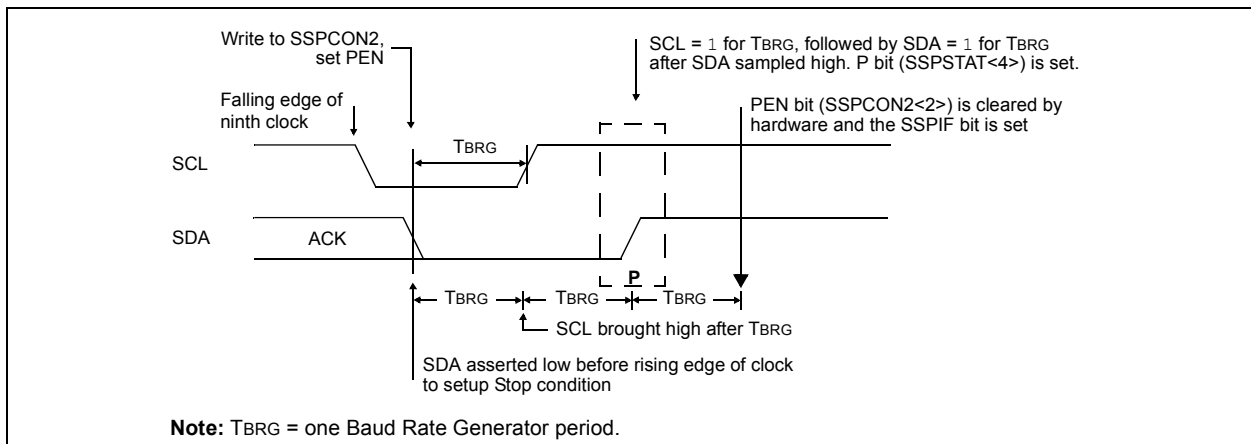 Write to SSPCON2,
set PEN
SCL = 1 for TBRG, followed by SDA = 1 for TBRG
after SDA sampled high. P bit (SSPSTAT<4>) is set.
Falling edge of
ninth clock
PEN bit (SSPCON2<2>) is cleared by
hardware and the SSPIF bit is set
TBRG
SCL
SDA
ACK
P
TBRG
TBRG
TBRG
SCL brought high after TBRG
SDA asserted low before rising edge of clock
to setup Stop condition
Note: TBRG = one Baud Rate Generator period.